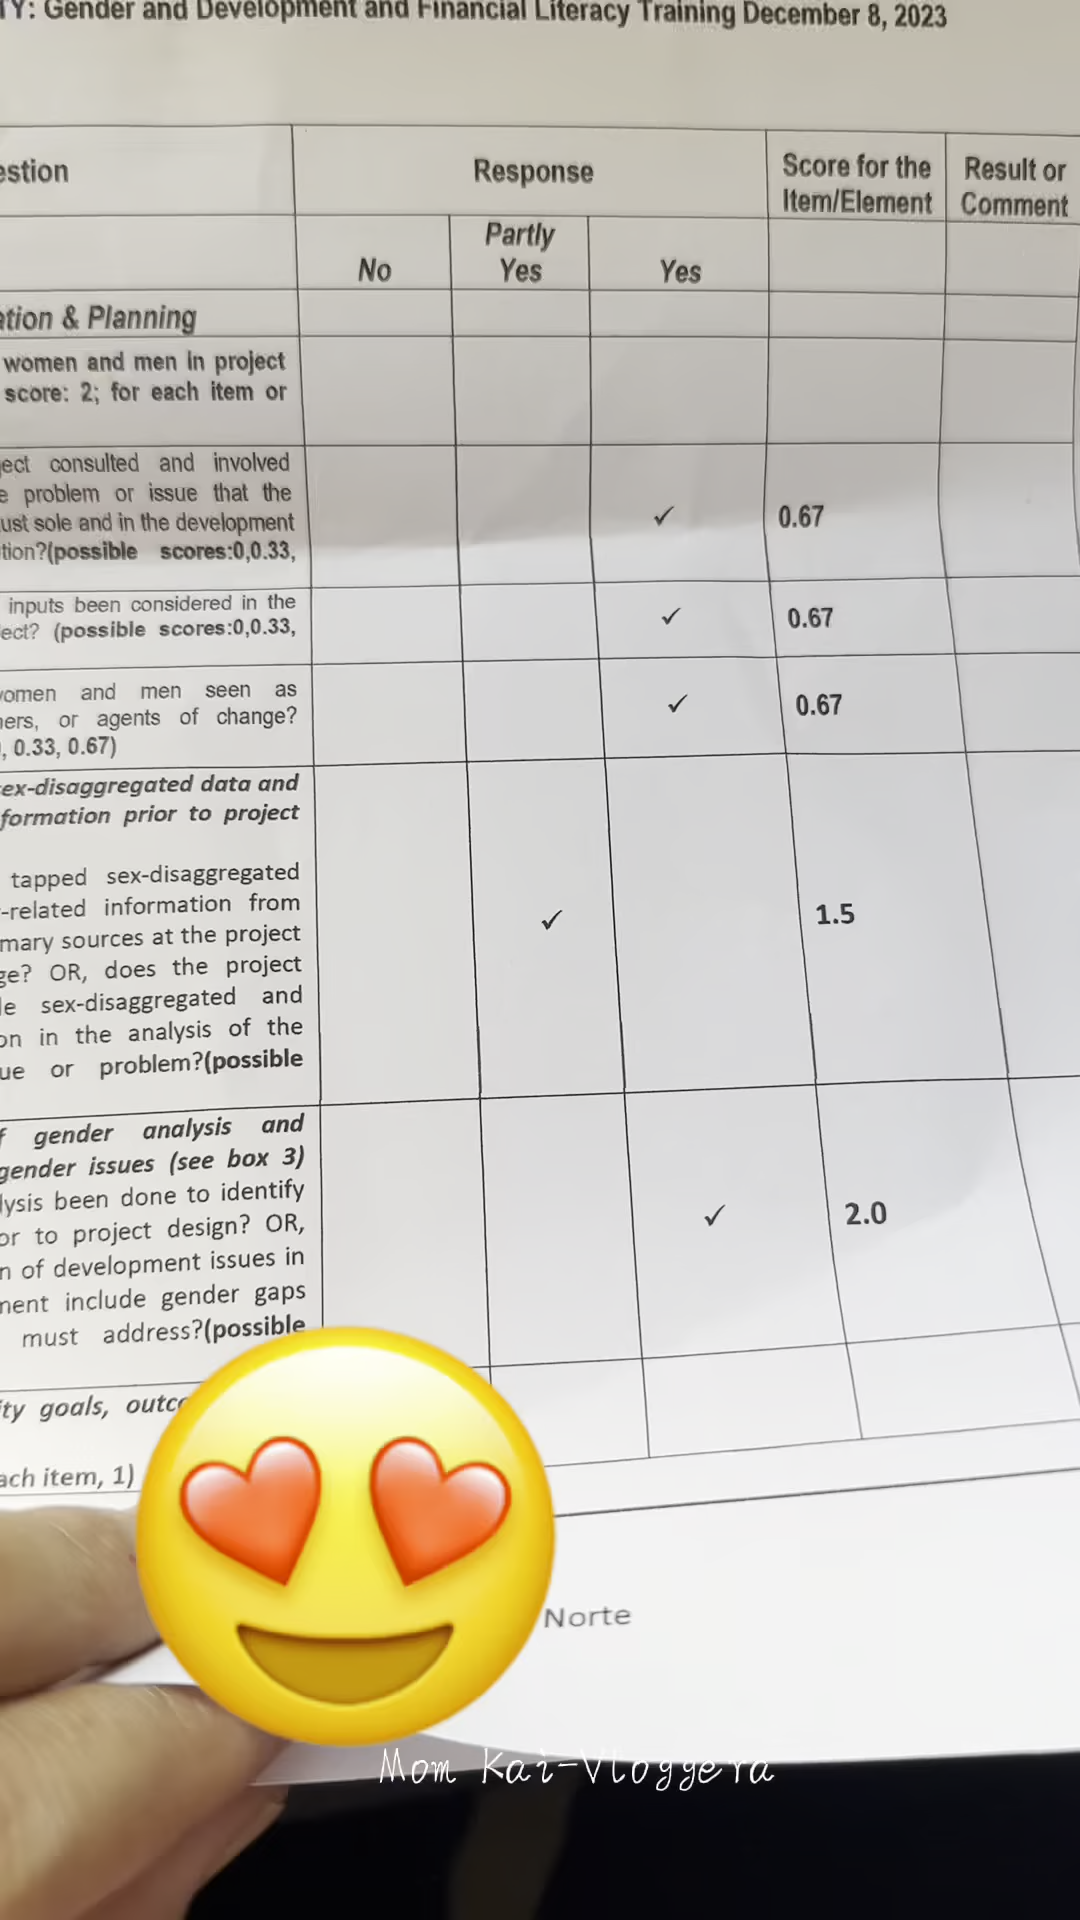 TY: Gender and Development and Financial Literacy Training December 8, 2023
estion Response Score for the Item/Element Result or Comment
No Partly Yes Yes
ation & Planning
women and men in project
score: 2; for each item or
ect consulted and involved
e problem or issue that the
ust sole and in the development
tion?(possible scores:0,0.33,
✓ 0.67
inputs been considered in the
ect? (possible scores:0,0.33,
✓ 0.67
women and men seen as
ners, or agents of change?
, 0.33, 0.67)
✓ 0.67
ex-disaggregated data and
formation prior to project
tapped sex-disaggregated
-related information from
mary sources at the project
ge? OR, does the project
le sex-disaggregated and
on in the analysis of the
ue or problem?(possible
✓ 1.5
f gender analysis and
gender issues (see box 3)
lysis been done to identify
or to project design? OR,
n of development issues in
ment include gender gaps
must address?(possible
✓ 2.0
ity goals, outc
ach item, 1)
Norte
Mom Kai-Vloggera